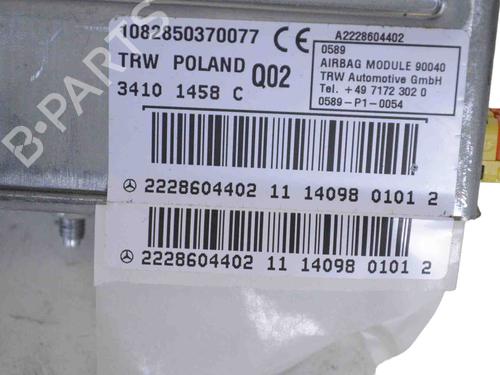 1082850370077 CE A2228604402
TRW POLAND Q02
3410 1458 C
0589
AIRBAG MODULE 90040
TRW Automotive GmbH
Tel. +49 7172 302 0
0589-P1-0054
2228604402 11 14098 0101 2
2228604402 11 14098 0101 2
B-PARTS